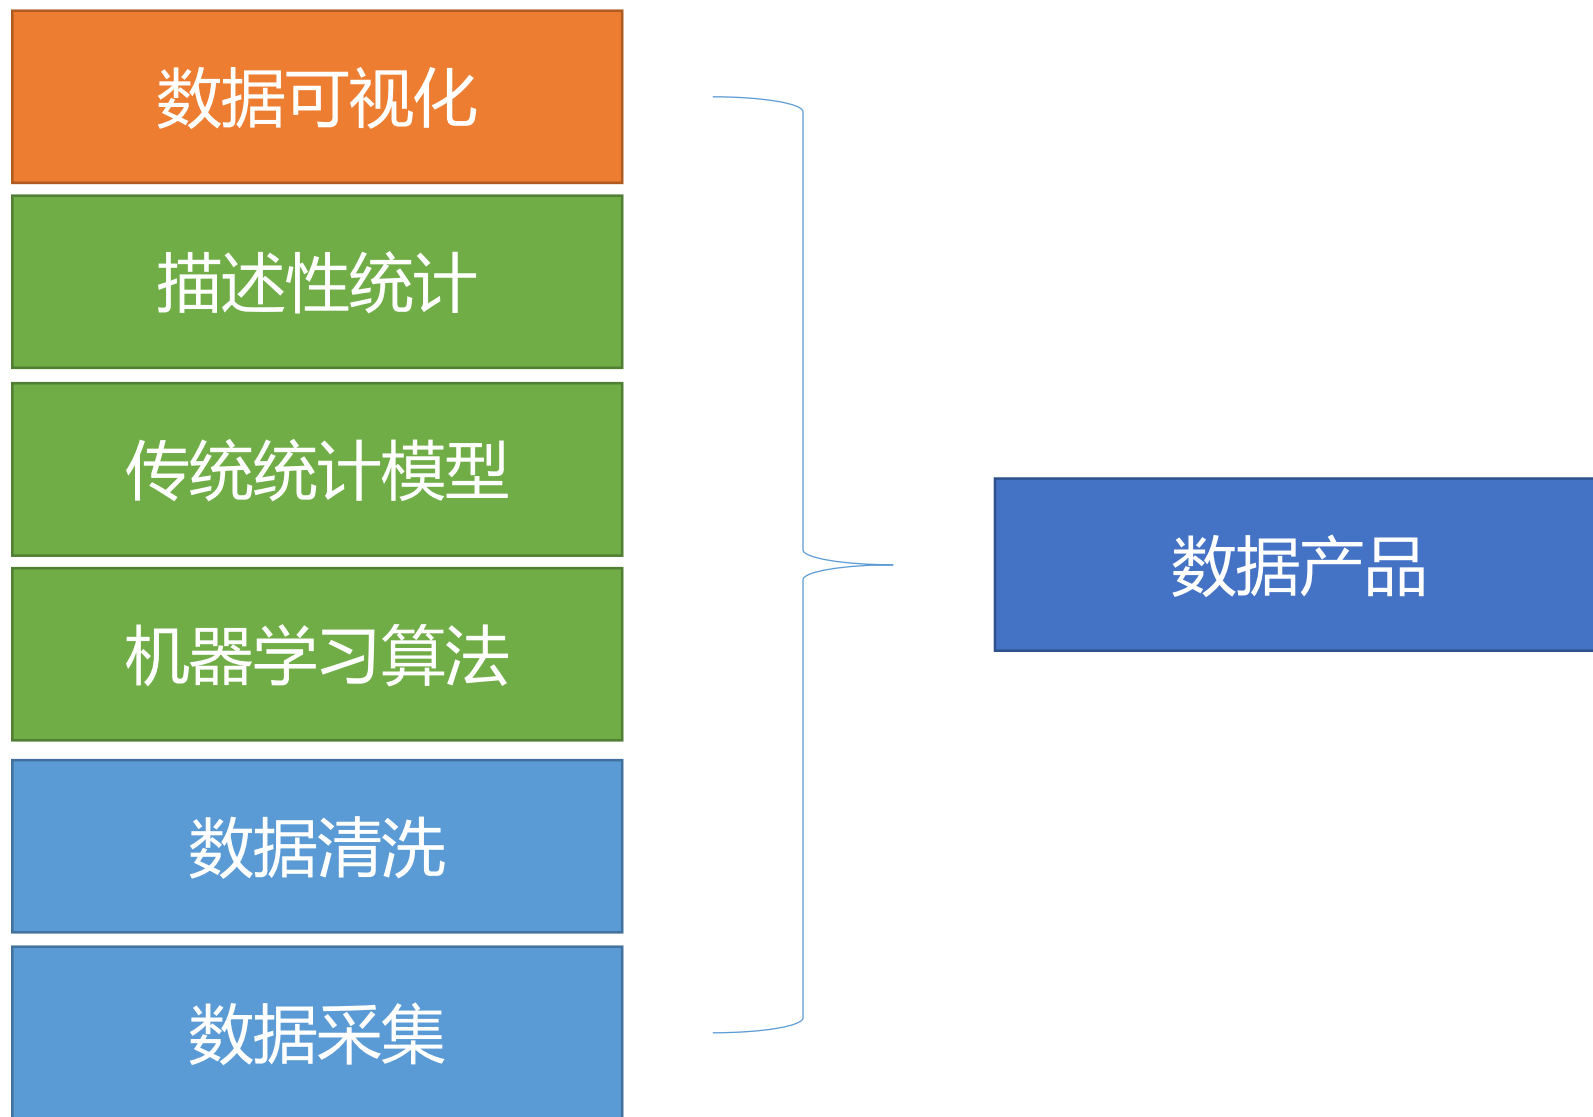 数据可视化
描述性统计
传统统计模型
机器学习算法
数据清洗
数据采集
数据产品